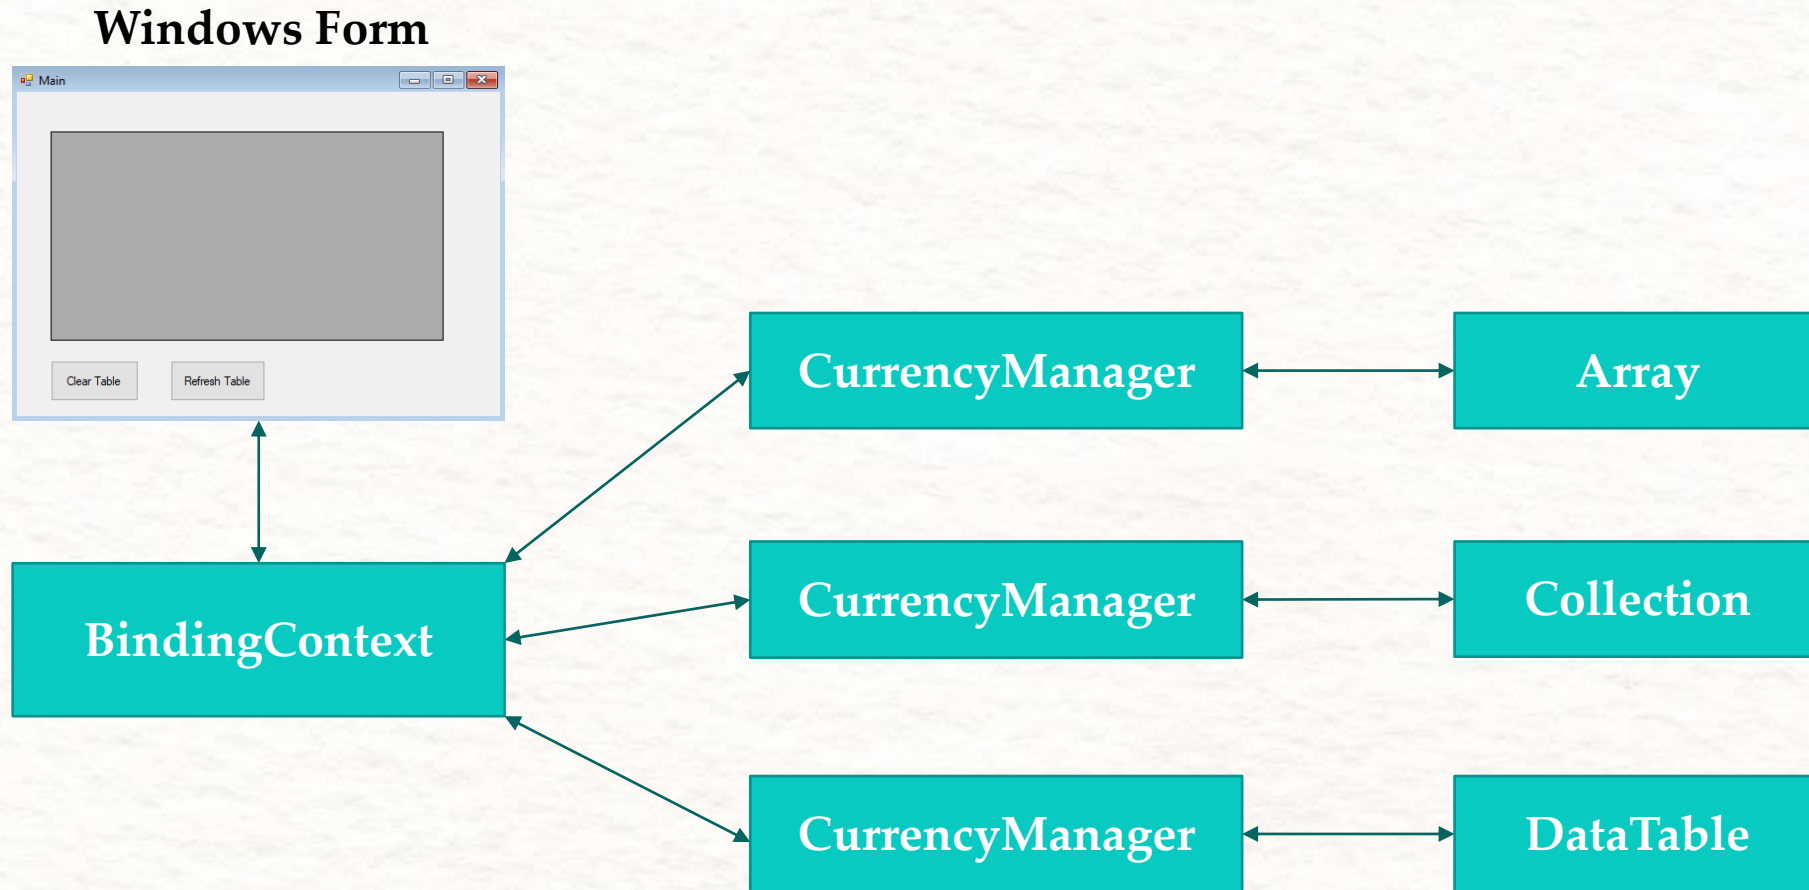 Windows Form
Main
Clear Table
Refresh Table
CurrencyManager
Array
BindingContext
CurrencyManager
Collection
CurrencyManager
DataTable